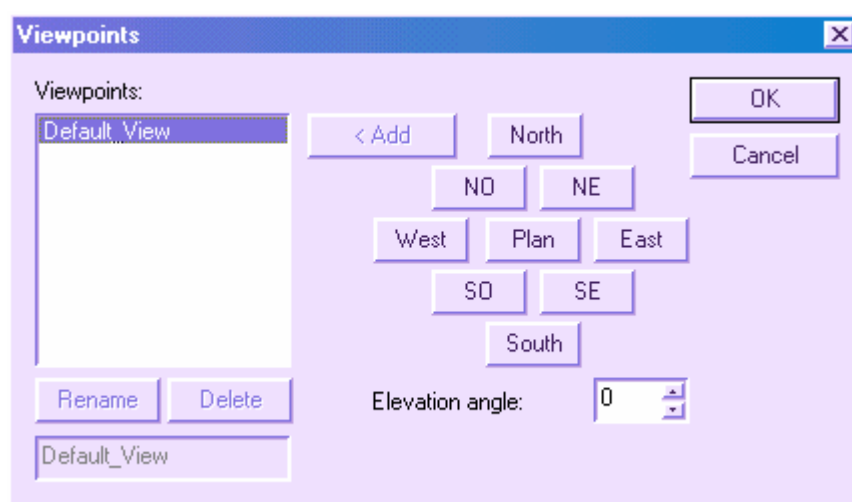 Viewpoints
Viewpoints:
OK
Default_View
< Add
North
Cancel
NO
NE
West
Plan
East
SO
SE
South
Rename
Delete
Elevation angle:
0
Default_View